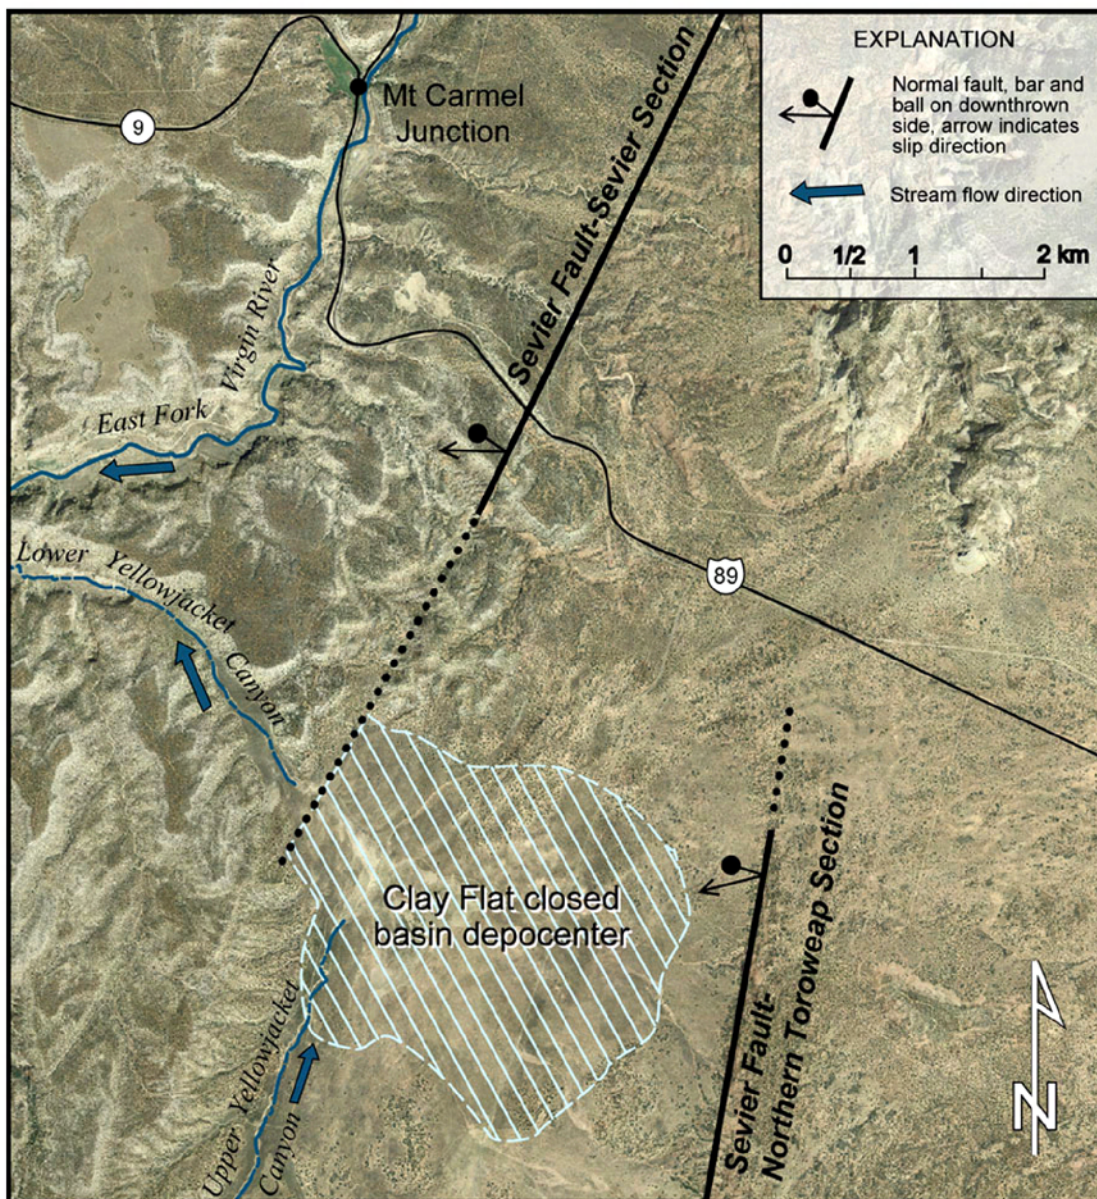 EXPLANATION
Normal fault, bar and
ball on downthrown
side, arrow indicates
slip direction
Stream flow direction
0 1/2 1 2 km
9
Mt Carmel
Junction
Sevier Fault-Sevier Section
Virgin River
East Fork
Lower Yellowjacket Canyon
89
Clay Flat closed
basin depocenter
Upper Yellowjacket
Canyon
Sevier Fault-
Northern Toroweap Section
N